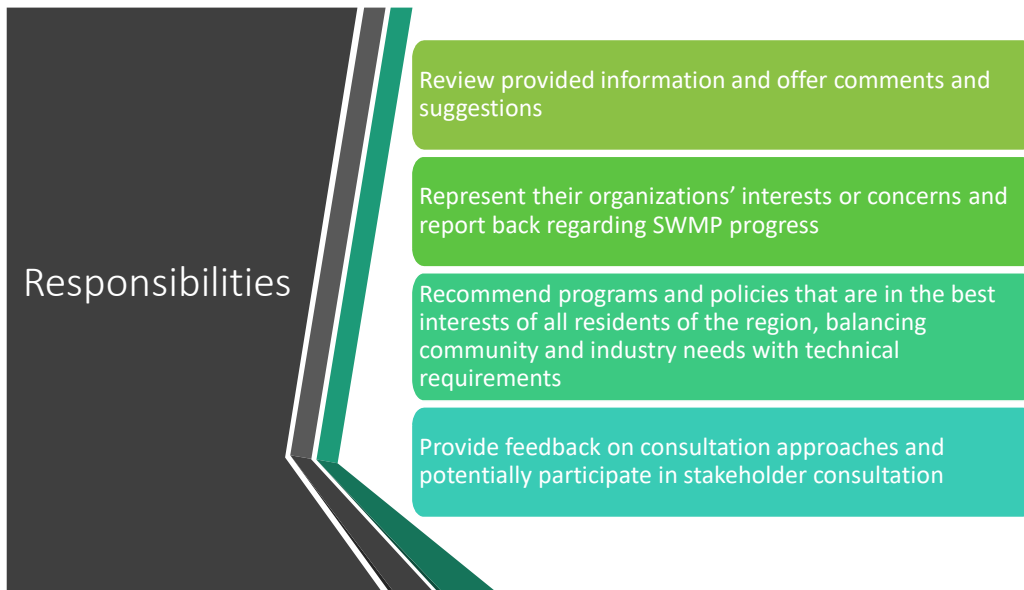 Responsibilities
Review provided information and offer comments and
suggestions
Represent their organizations’ interests or concerns and
report back regarding SWMP progress
Recommend programs and policies that are in the best
interests of all residents of the region, balancing
community and industry needs with technical
requirements
Provide feedback on consultation approaches and
potentially participate in stakeholder consultation